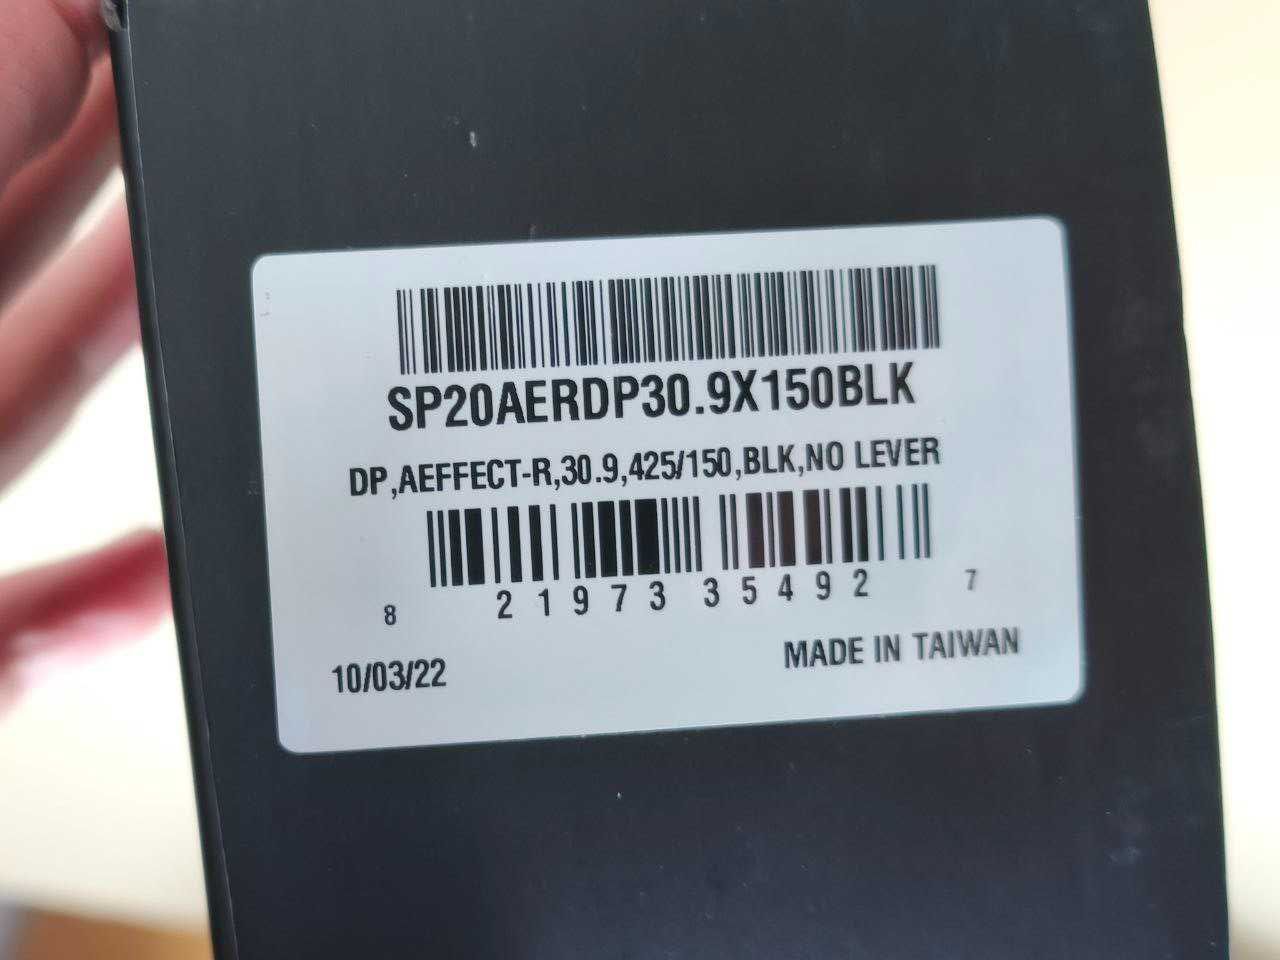 SP20AERDP30.9X150BLK
DP,AEFFECT-R,30.9,425/150,BLK,NO LEVER
8 21973 35492 7
10/03/22
MADE IN TAIWAN